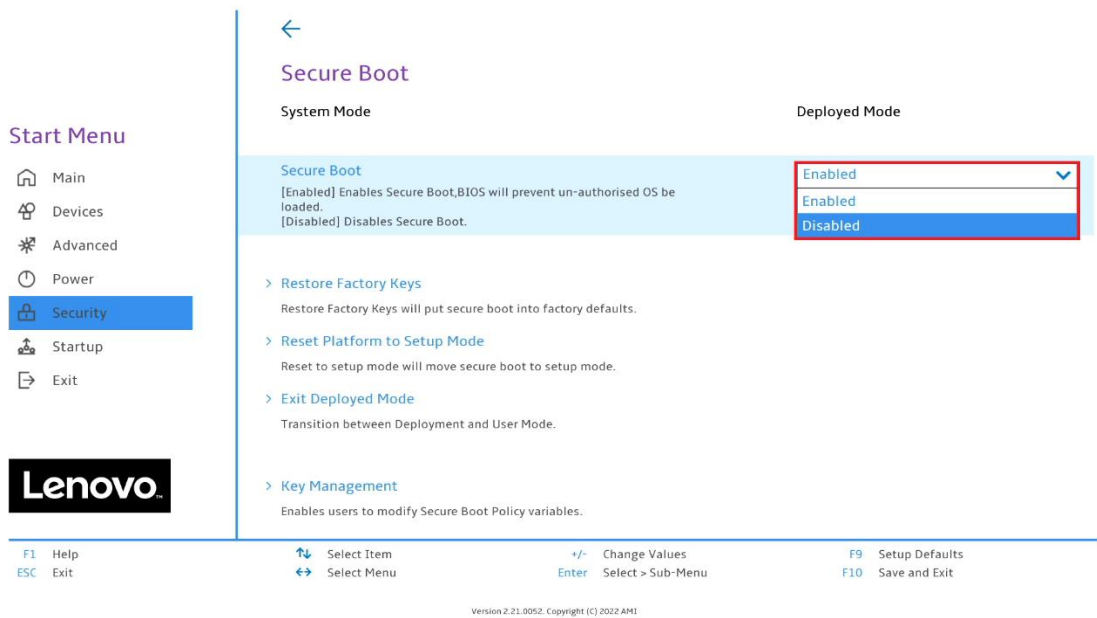 Secure Boot
System Mode Deployed Mode
Start Menu
Main
Devices
Advanced
Power
Security
Startup
Exit
Secure Boot
[Enabled] Enables Secure Boot,BIOS will prevent un-authorised OS be
loaded.
[Disabled] Disables Secure Boot.
Enabled
Enabled
Disabled
> Restore Factory Keys
Restore Factory Keys will put secure boot into factory defaults.
> Reset Platform to Setup Mode
Reset to setup mode will move secure boot to setup mode.
> Exit Deployed Mode
Transition between Deployment and User Mode.
> Key Management
Enables users to modify Secure Boot Policy variables.
Lenovo™
F1 Help ↑↓ Select Item +/- Change Values F9 Setup Defaults
ESC Exit ↔ Select Menu Enter Select > Sub-Menu F10 Save and Exit
Version 2.21.0052. Copyright (C) 2022 AMI